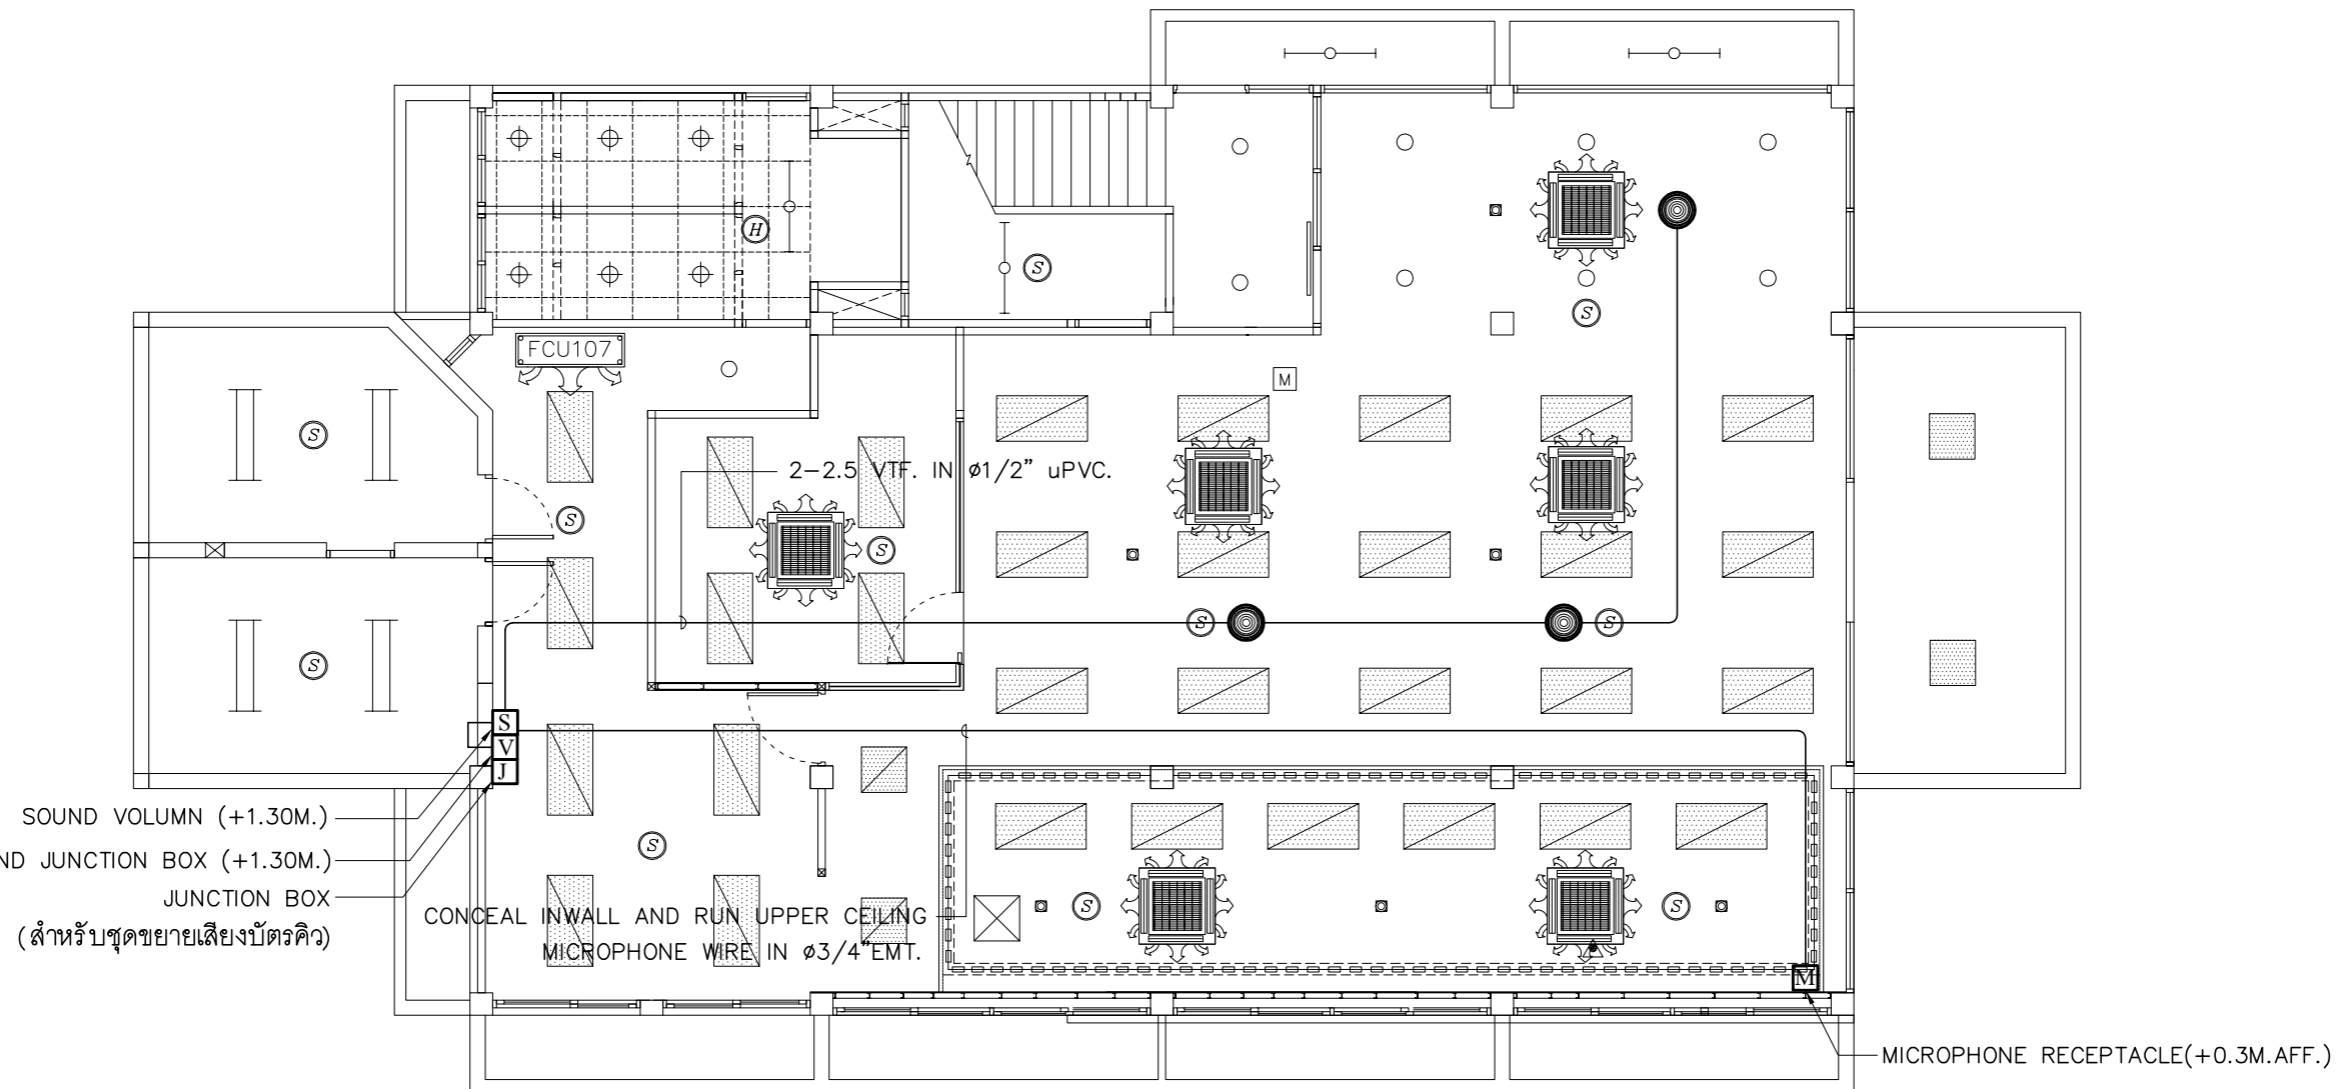 H
S
S
FCU107
M
S
2-2.5 VTF. IN ø1/2" uPVC.
S
S
S
S
S
S
V
J
SOUND VOLUMN (+1.30M.)
ND JUNCTION BOX (+1.30M.)
JUNCTION BOX
(สำหรับชุดขยายเสียงบัตรคิว)
S
CONCEAL INWALL AND RUN UPPER CEILING
MICROPHONE WIRE IN ø3/4"EMT.
S
S
M
MICROPHONE RECEPTACLE(+0.3M.AFF.)